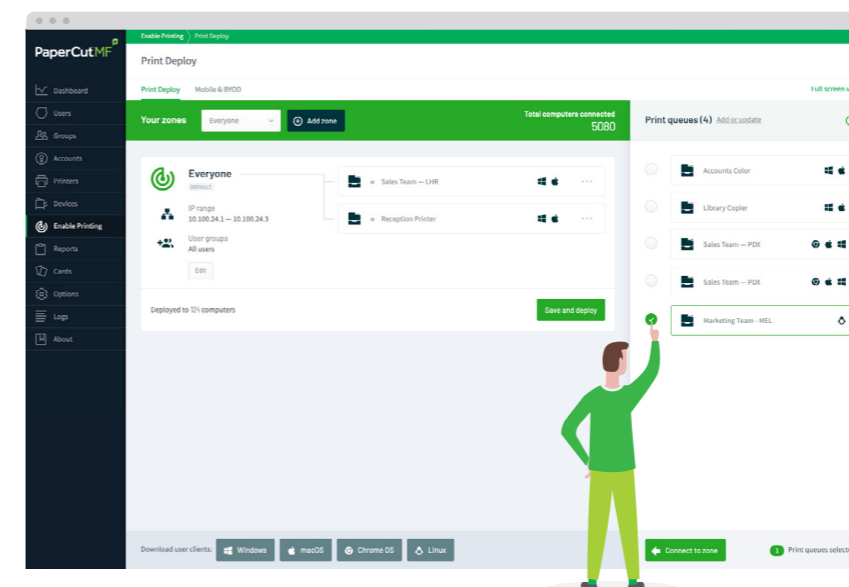 PaperCutMF
Enable Printing
Print Deploy
Print Deploy
Print Deploy
Mobile & BYOD
Full screen
Your zones
Everyone
Add zone
Total computers connected
5080
Print queues (4)
Add or update
Dashboard
Users
Groups
Accounts
Printers
Devices
Enable Printing
Reports
Cards
Options
Logs
About
Everyone
DEFAULT
IP range
10.100.24.1 — 10.100.24.3
User groups
All users
Edit
Sales Team — LHR
Reception Printer
Deployed to 124 computers
Save and deploy
Accounts Color
Library Copier
Sales Team — PDX
Sales Team — PDX
Marketing Team - MEL
Download user clients:
Windows
macOS
Chrome OS
Linux
Connect to zone
1
Print queues selecte